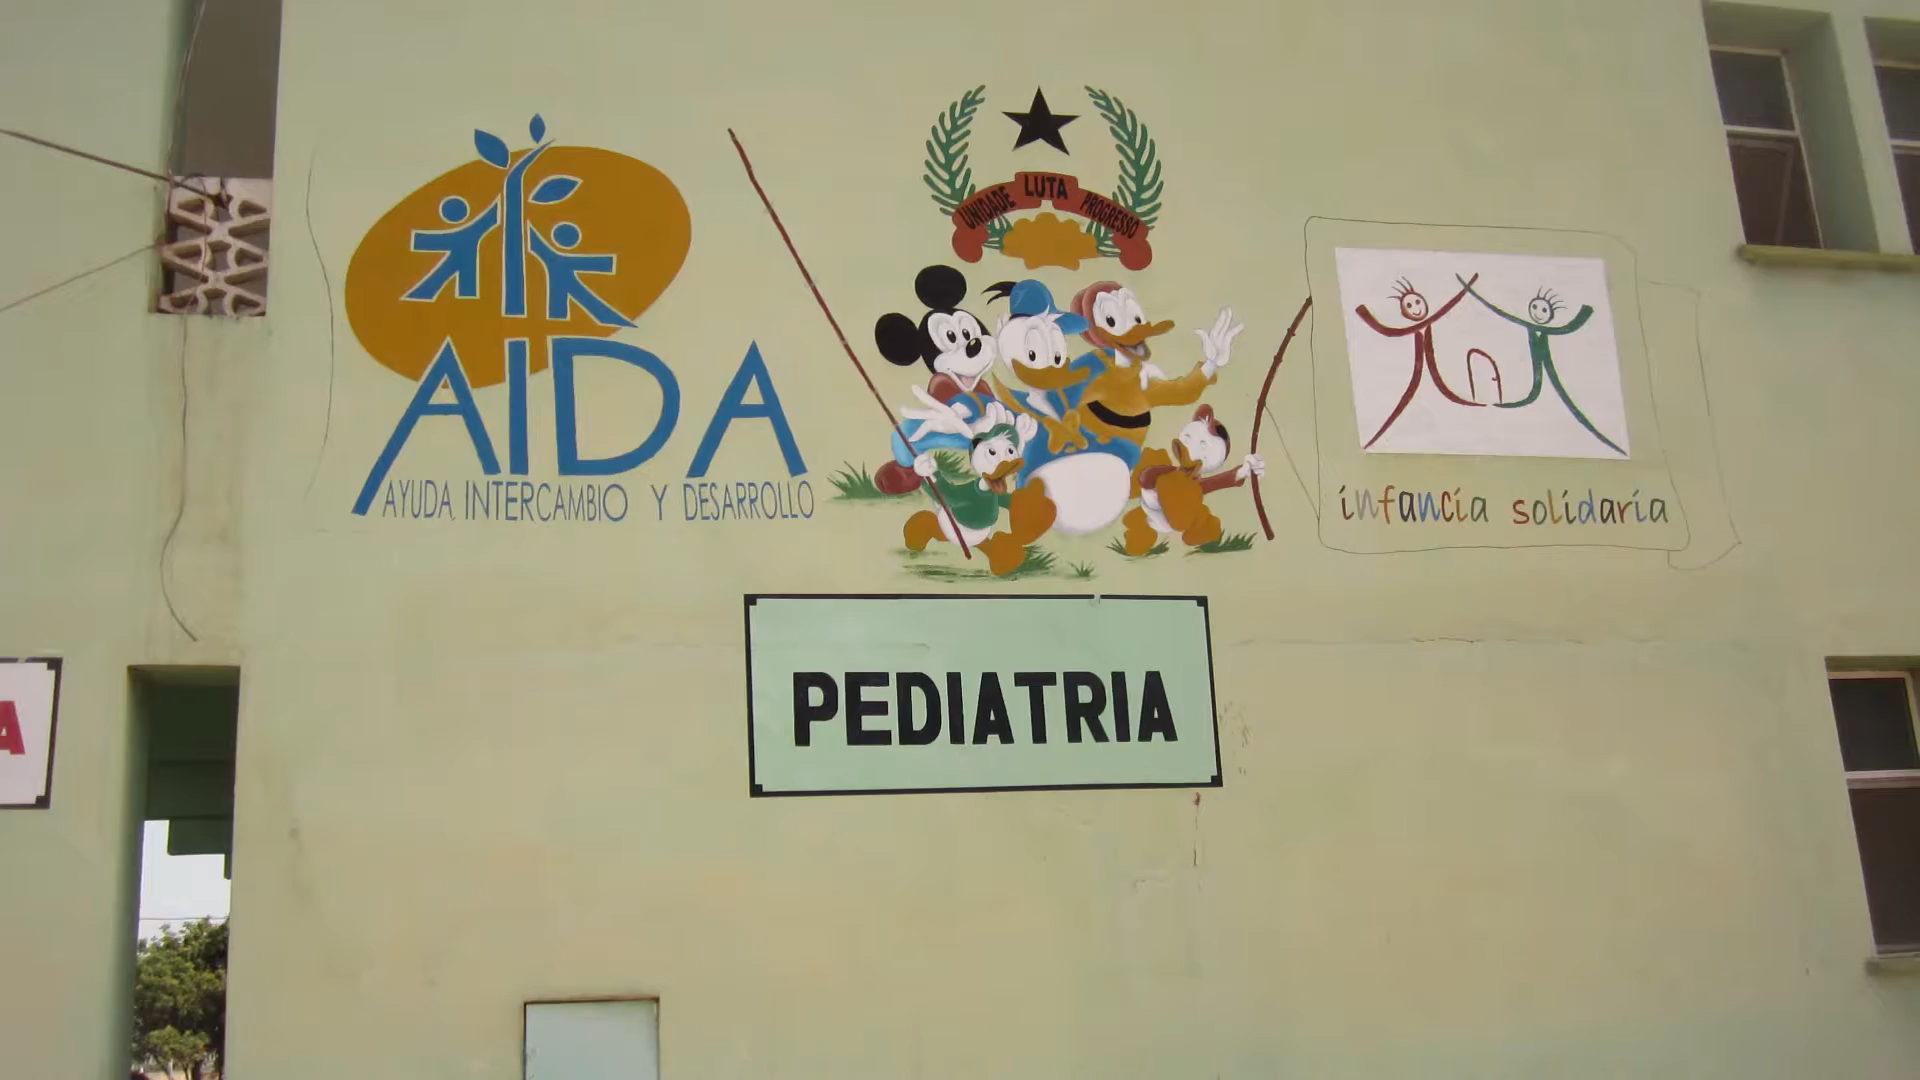 AIDA
AYUDA, INTERCAMBIO Y DESARROLLO
UNIDADE LUTA PROGRESSO
infancia solidaria
PEDIATRIA
A